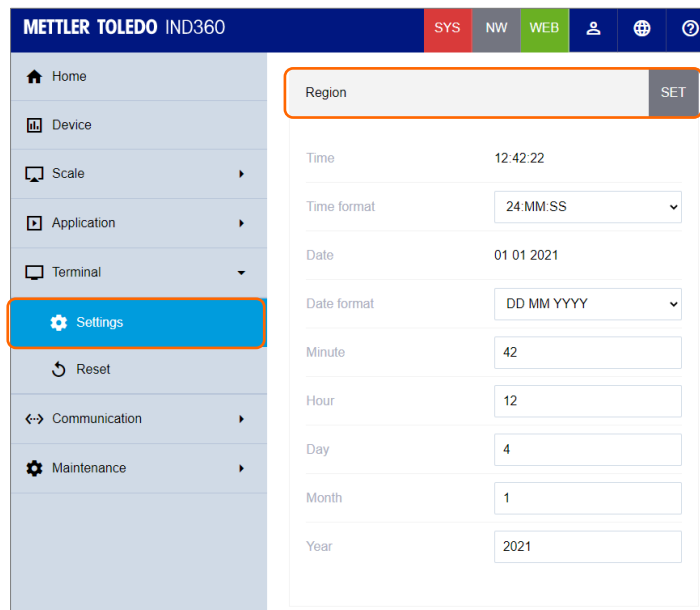 METTLER TOLEDO IND360 SYS NW WEB
Home
Device
Scale
Application
Terminal
Settings
Reset
Communication
Maintenance
Region SET
Time 12:42:22
Time format 24:MM:SS
Date 01 01 2021
Date format DD MM YYYY
Minute 42
Hour 12
Day 4
Month 1
Year 2021